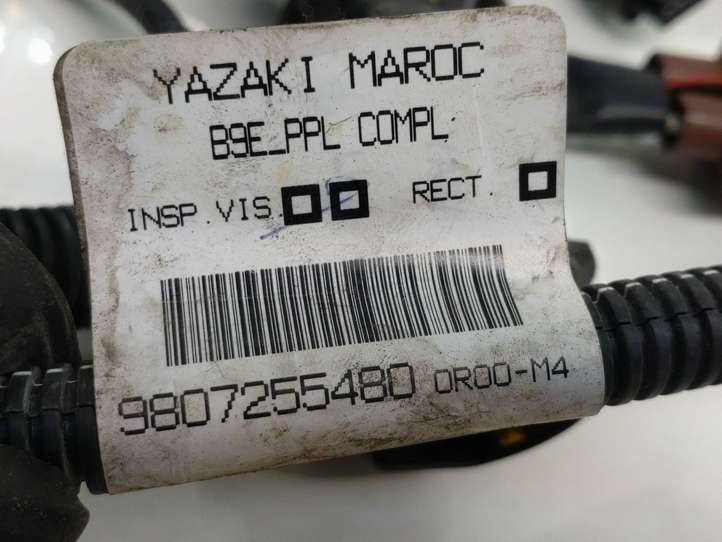 YAZAKI MAROC
B9E_PPL COMPL
INSP.VIS. RECT.
9807255480 0R00-M4